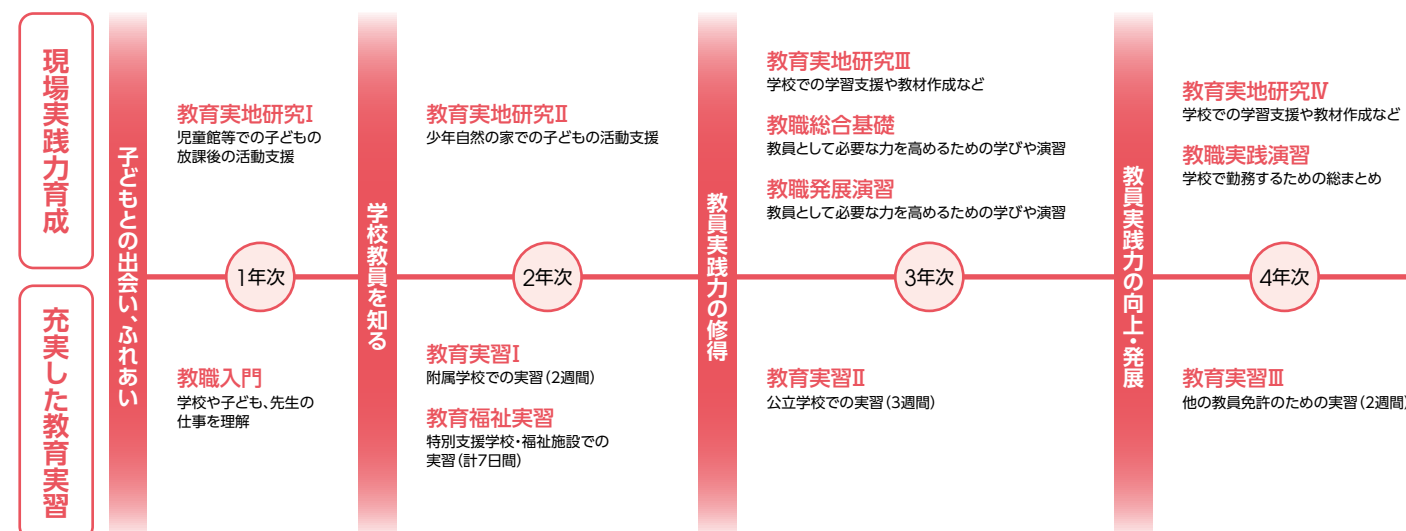 現場実践力育成
充実した教育実習
子どもとの出会い、ふれあい
教育実地研究Ⅰ
児童館等での子どもの
放課後の活動支援
1年次
教職入門
学校や子ども、先生の
仕事を理解
学校教員を知る
教育実地研究Ⅱ
少年自然の家での子どもの活動支援
2年次
教育実習Ⅰ
附属学校での実習(2週間)
教育福祉実習
特別支援学校・福祉施設での
実習(計7日間)
教員実践力の修得
教育実地研究Ⅲ
学校での学習支援や教材作成など
教職総合基礎
教員として必要な力を高めるための学びや演習
教職発展演習
教員として必要な力を高めるための学びや演習
3年次
教育実習Ⅱ
公立学校での実習(3週間)
教員実践力の向上・発展
教育実地研究Ⅳ
学校での学習支援や教材作成など
教職実践演習
学校で勤務するための総まとめ
4年次
教育実習Ⅲ
他の教員免許のための実習(2週間)